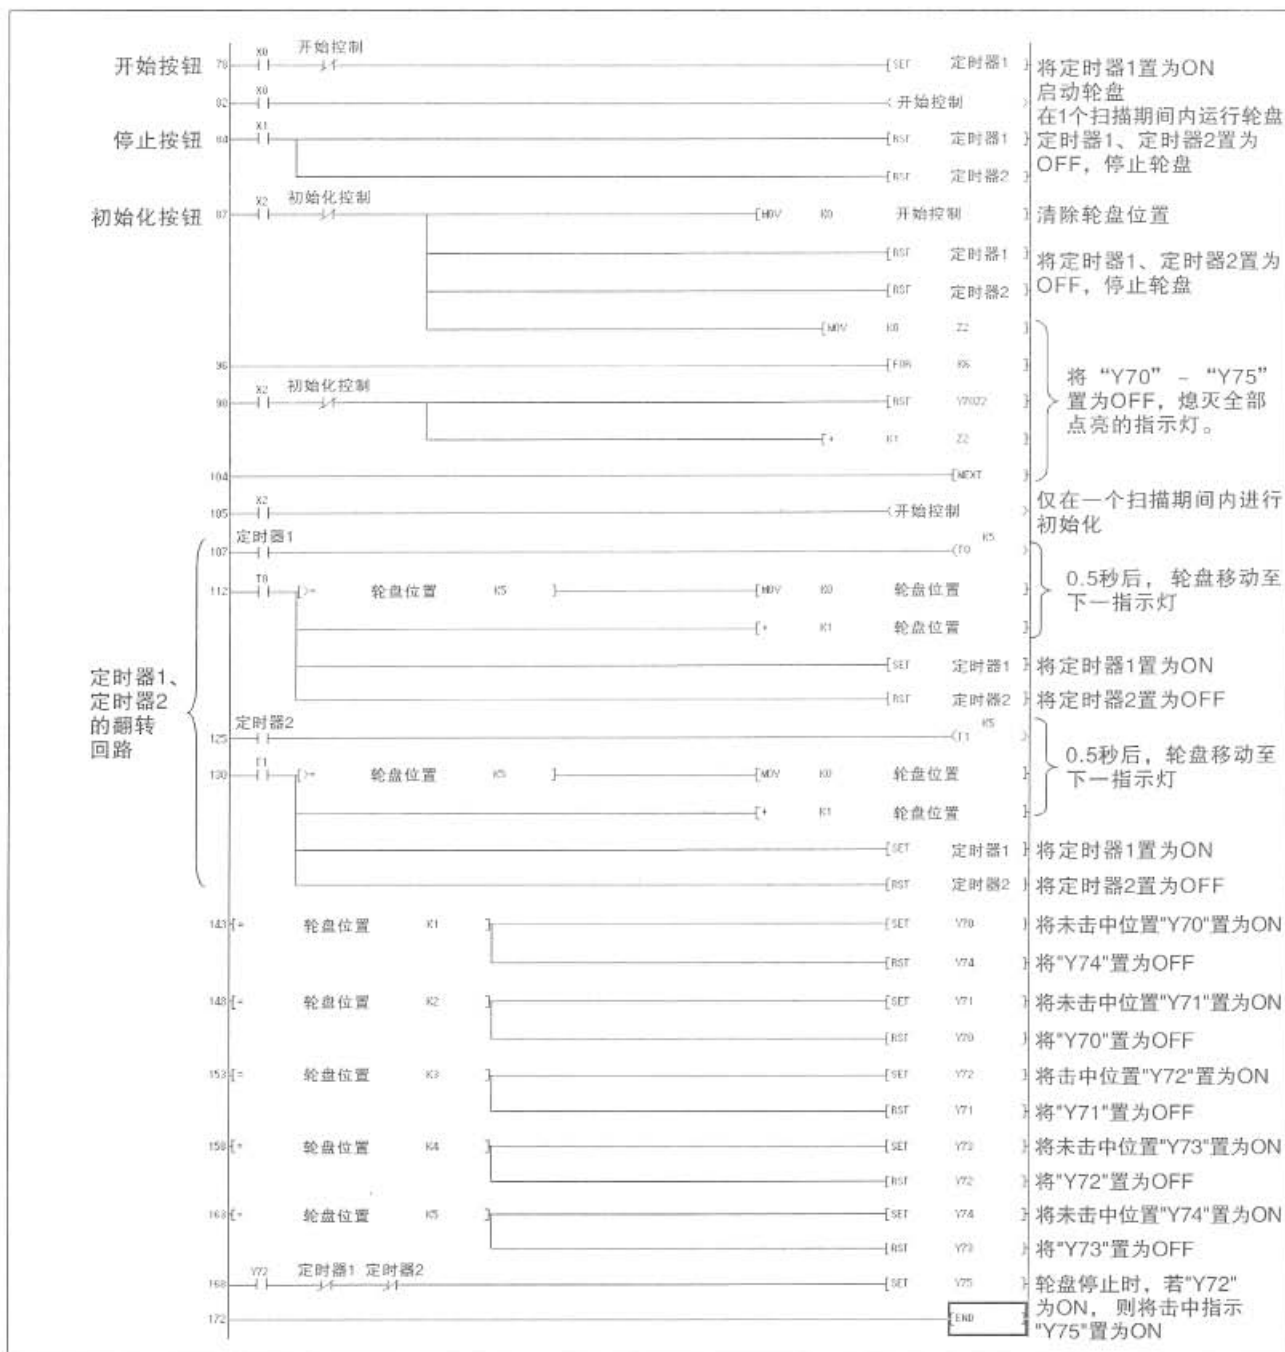 X0 开始控制
开始按钮 78 [SET 定时器1 ] 将定时器1置为ON
启动轮盘
X0
82 开始控制
在1个扫描期间内运行轮盘
X1
停止按钮 84 [RST 定时器1 ] 定时器1、定时器2置为
OFF，停止轮盘
[RST 定时器2 ]
X2 初始化控制
初始化按钮 87 [MOV K0 开始控制 ] 清除轮盘位置
[RST 定时器1 ] 将定时器1、定时器2置为
[RST 定时器2 ] OFF，停止轮盘
[MOV K0 Z2 ]
96 [FOR K6 ]
将“Y70” – “Y75”
置为OFF，熄灭全部
点亮的指示灯。
X2 初始化控制
98 [RST Y70Z2 ]
[+ K1 Z2 ]
104 [NEXT ]
X2
105 开始控制
仅在一个扫描期间内进行
初始化
定时器1
107 (T0 K5 )
T0
112 [>= 轮盘位置 K5 ] [MOV K0 轮盘位置 ]
0.5秒后，轮盘移动至
下一指示灯
[+ K1 轮盘位置 ]
[SET 定时器1 ] 将定时器1置为ON
[RST 定时器2 ] 将定时器2置为OFF
定时器1、
定时器2
的翻转
回路
定时器2
125 (T1 K5 )
T1
130 [>= 轮盘位置 K5 ] [MOV K0 轮盘位置 ]
0.5秒后，轮盘移动至
下一指示灯
[+ K1 轮盘位置 ]
[SET 定时器1 ] 将定时器1置为ON
[RST 定时器2 ] 将定时器2置为OFF
143 [= 轮盘位置 K1 ] [SET Y70 ] 将未击中位置"Y70"置为ON
[RST Y74 ] 将"Y74"置为OFF
148 [= 轮盘位置 K2 ] [SET Y71 ] 将未击中位置"Y71"置为ON
[RST Y70 ] 将"Y70"置为OFF
153 [= 轮盘位置 K3 ] [SET Y72 ] 将击中位置"Y72"置为ON
[RST Y71 ] 将"Y71"置为OFF
158 [= 轮盘位置 K4 ] [SET Y73 ] 将未击中位置"Y73"置为ON
[RST Y72 ] 将"Y72"置为OFF
163 [= 轮盘位置 K5 ] [SET Y74 ] 将未击中位置"Y74"置为ON
[RST Y73 ] 将"Y73"置为OFF
Y72 定时器1 定时器2
168 [SET Y75 ] 轮盘停止时，若"Y72"
为ON，则将击中指示
"Y75"置为ON
172 [END ]